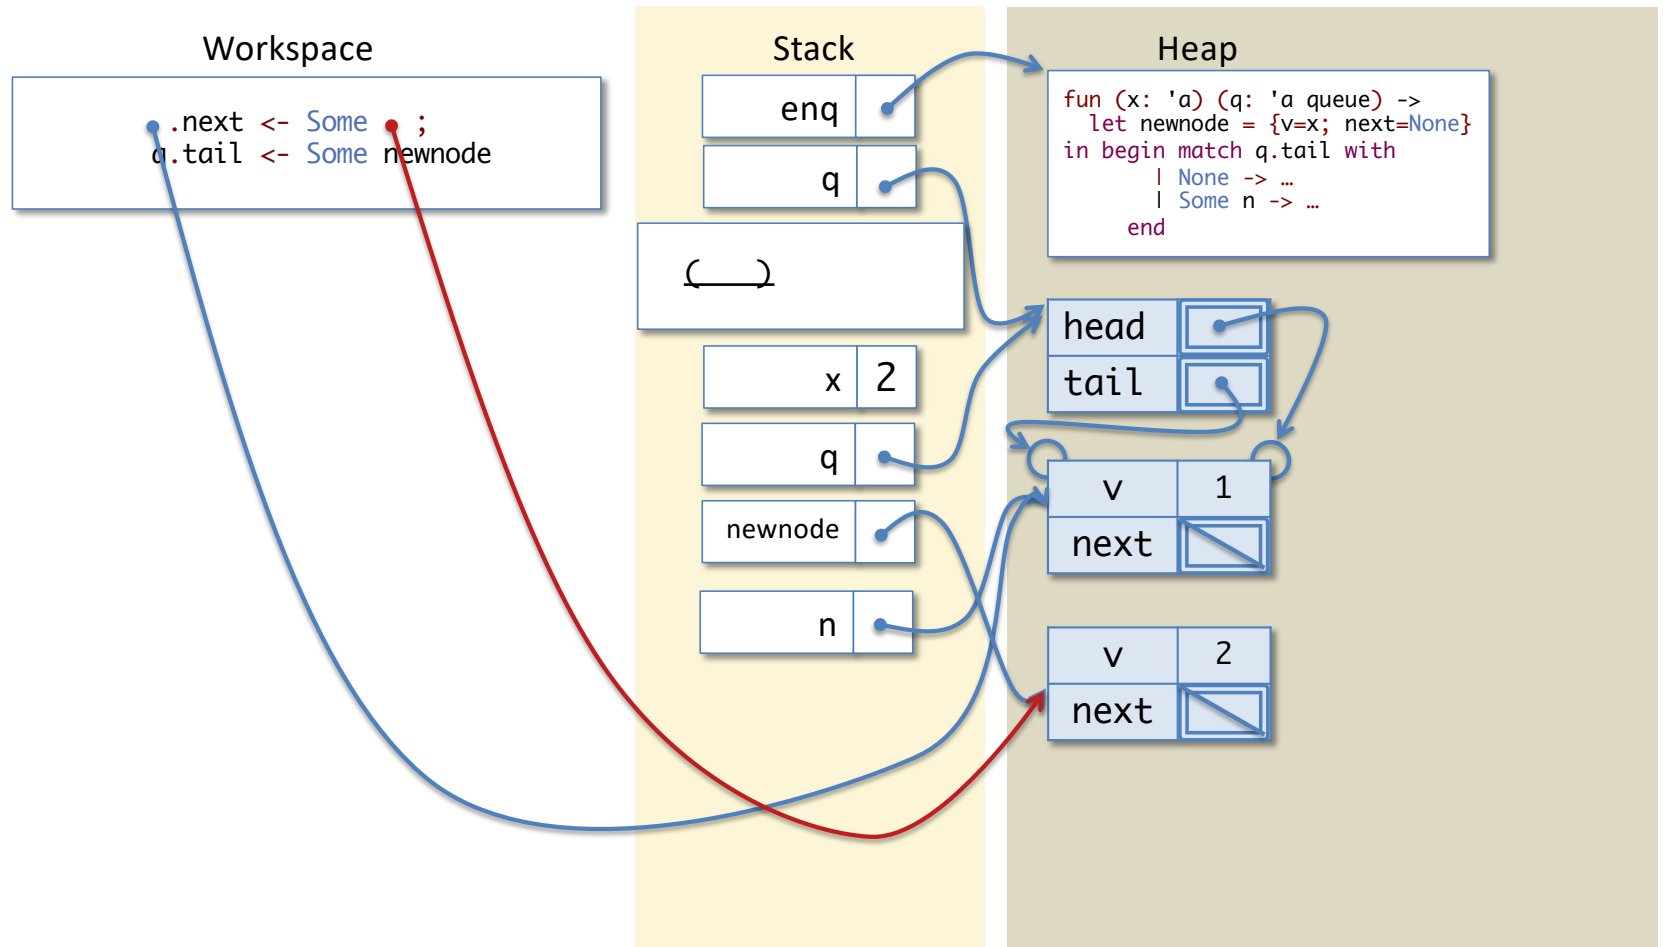 Workspace
.next <- Some ;
q.tail <- Some newnode
Stack
enq
q
(____)
x 2
q
newnode
n
Heap
fun (x: 'a) (q: 'a queue) ->
let newnode = {v=x; next=None}
in begin match q.tail with
| None -> …
| Some n -> …
end
head
tail
v 1
next
v 2
next